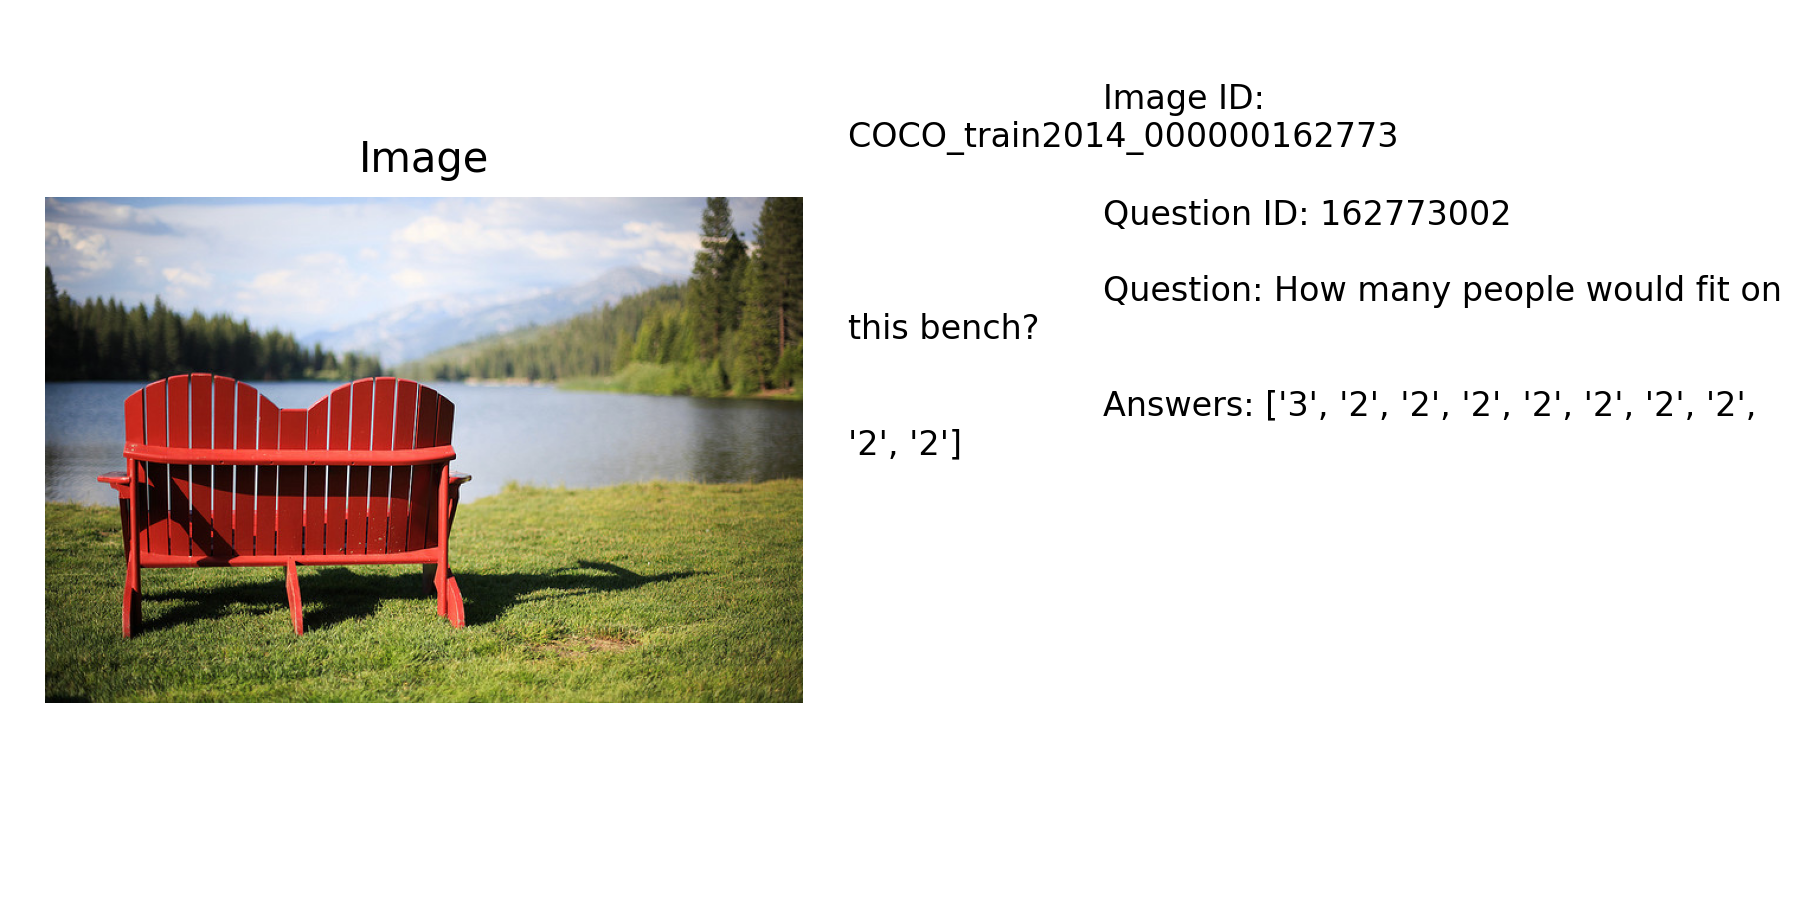 Image
Image ID:
COCO_train2014_000000162773
Question ID: 162773002
Question: How many people would fit on
this bench?
Answers: ['3', '2', '2', '2', '2', '2', '2', '2',
'2', '2']